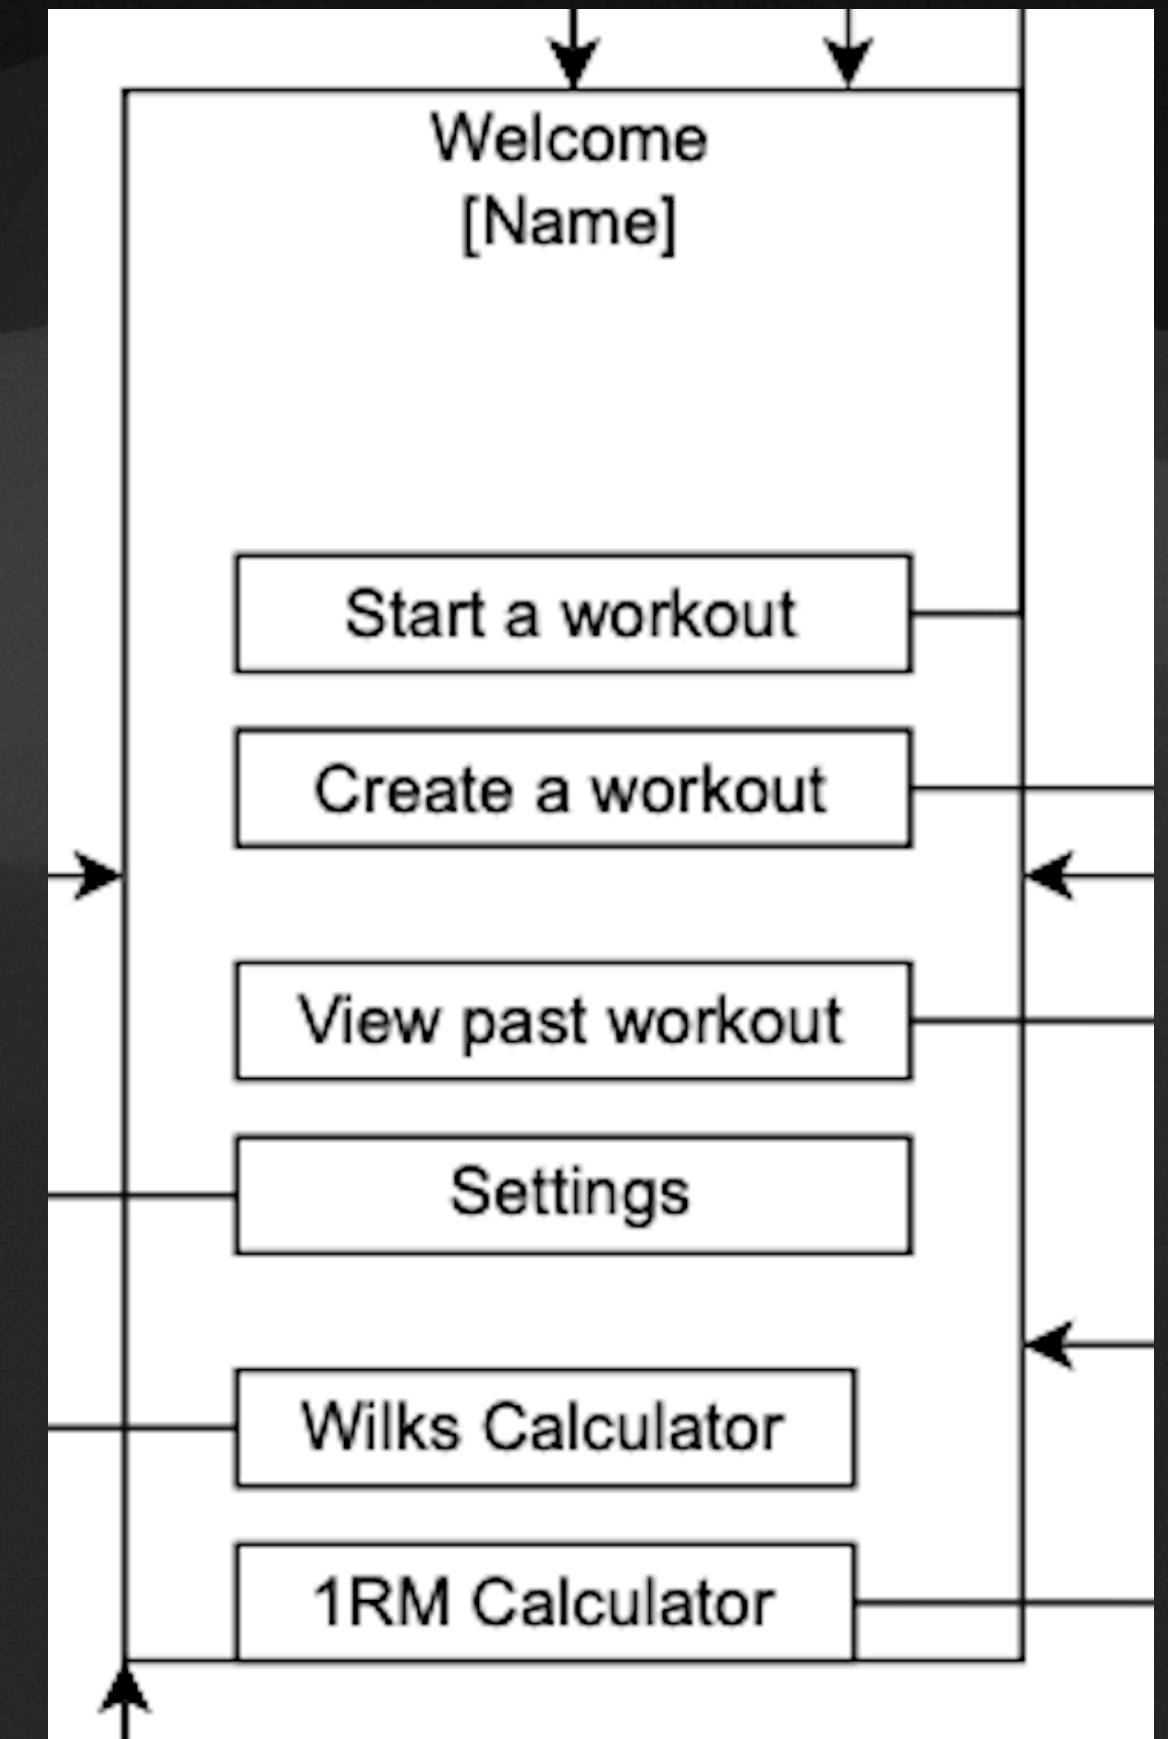 Welcome
[Name]
Start a workout
Create a workout
View past workout
Settings
Wilks Calculator
1RM Calculator